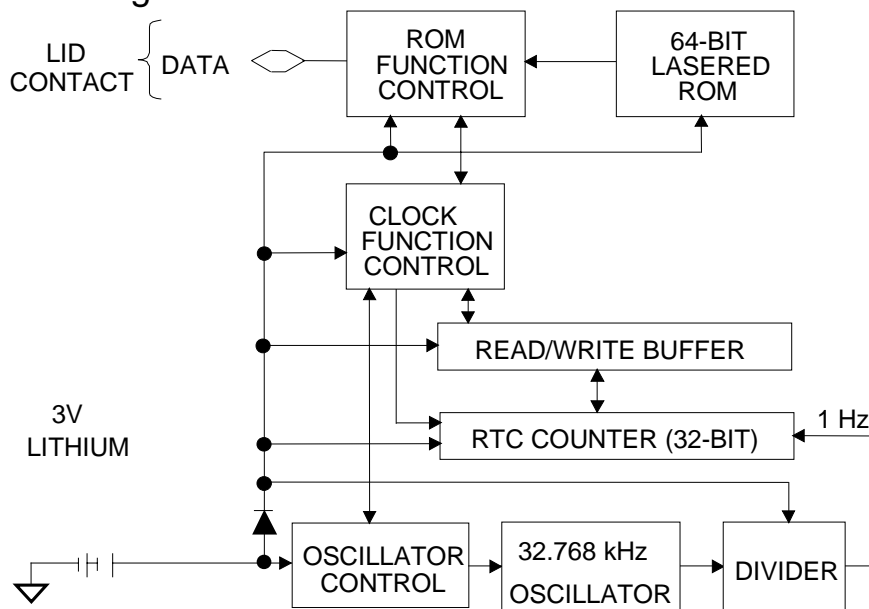 LID
CONTACT
DATA
ROM
FUNCTION
CONTROL
64-BIT
LASERED
ROM
CLOCK
FUNCTION
CONTROL
READ/WRITE BUFFER
3V
LITHIUM
RTC COUNTER (32-BIT)
1 Hz
OSCILLATOR
CONTROL
32.768 kHz
OSCILLATOR
DIVIDER